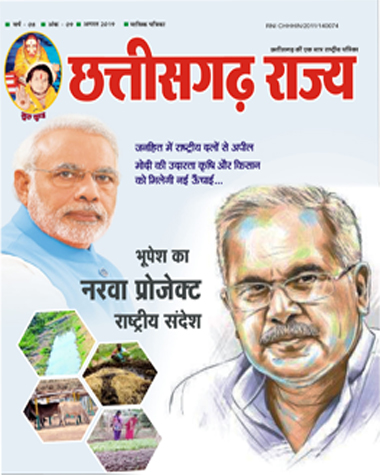 वर्ष - 09 अंक - 09 अगस्त 2019 मासिक पत्रिका
RNI-CHHHIN/2011/40074
छत्तीसगढ़ की एक मात्र राष्ट्रीय पत्रिका
छत्तीसगढ़ राज्य
जनहित में राष्ट्रीय दलों से अपील
मोदी की उदारता कृषि और किसान
को मिलेगी नई ऊँचाई...
भूपेश का
नरवा प्रोजेक्ट
राष्ट्रीय संदेश